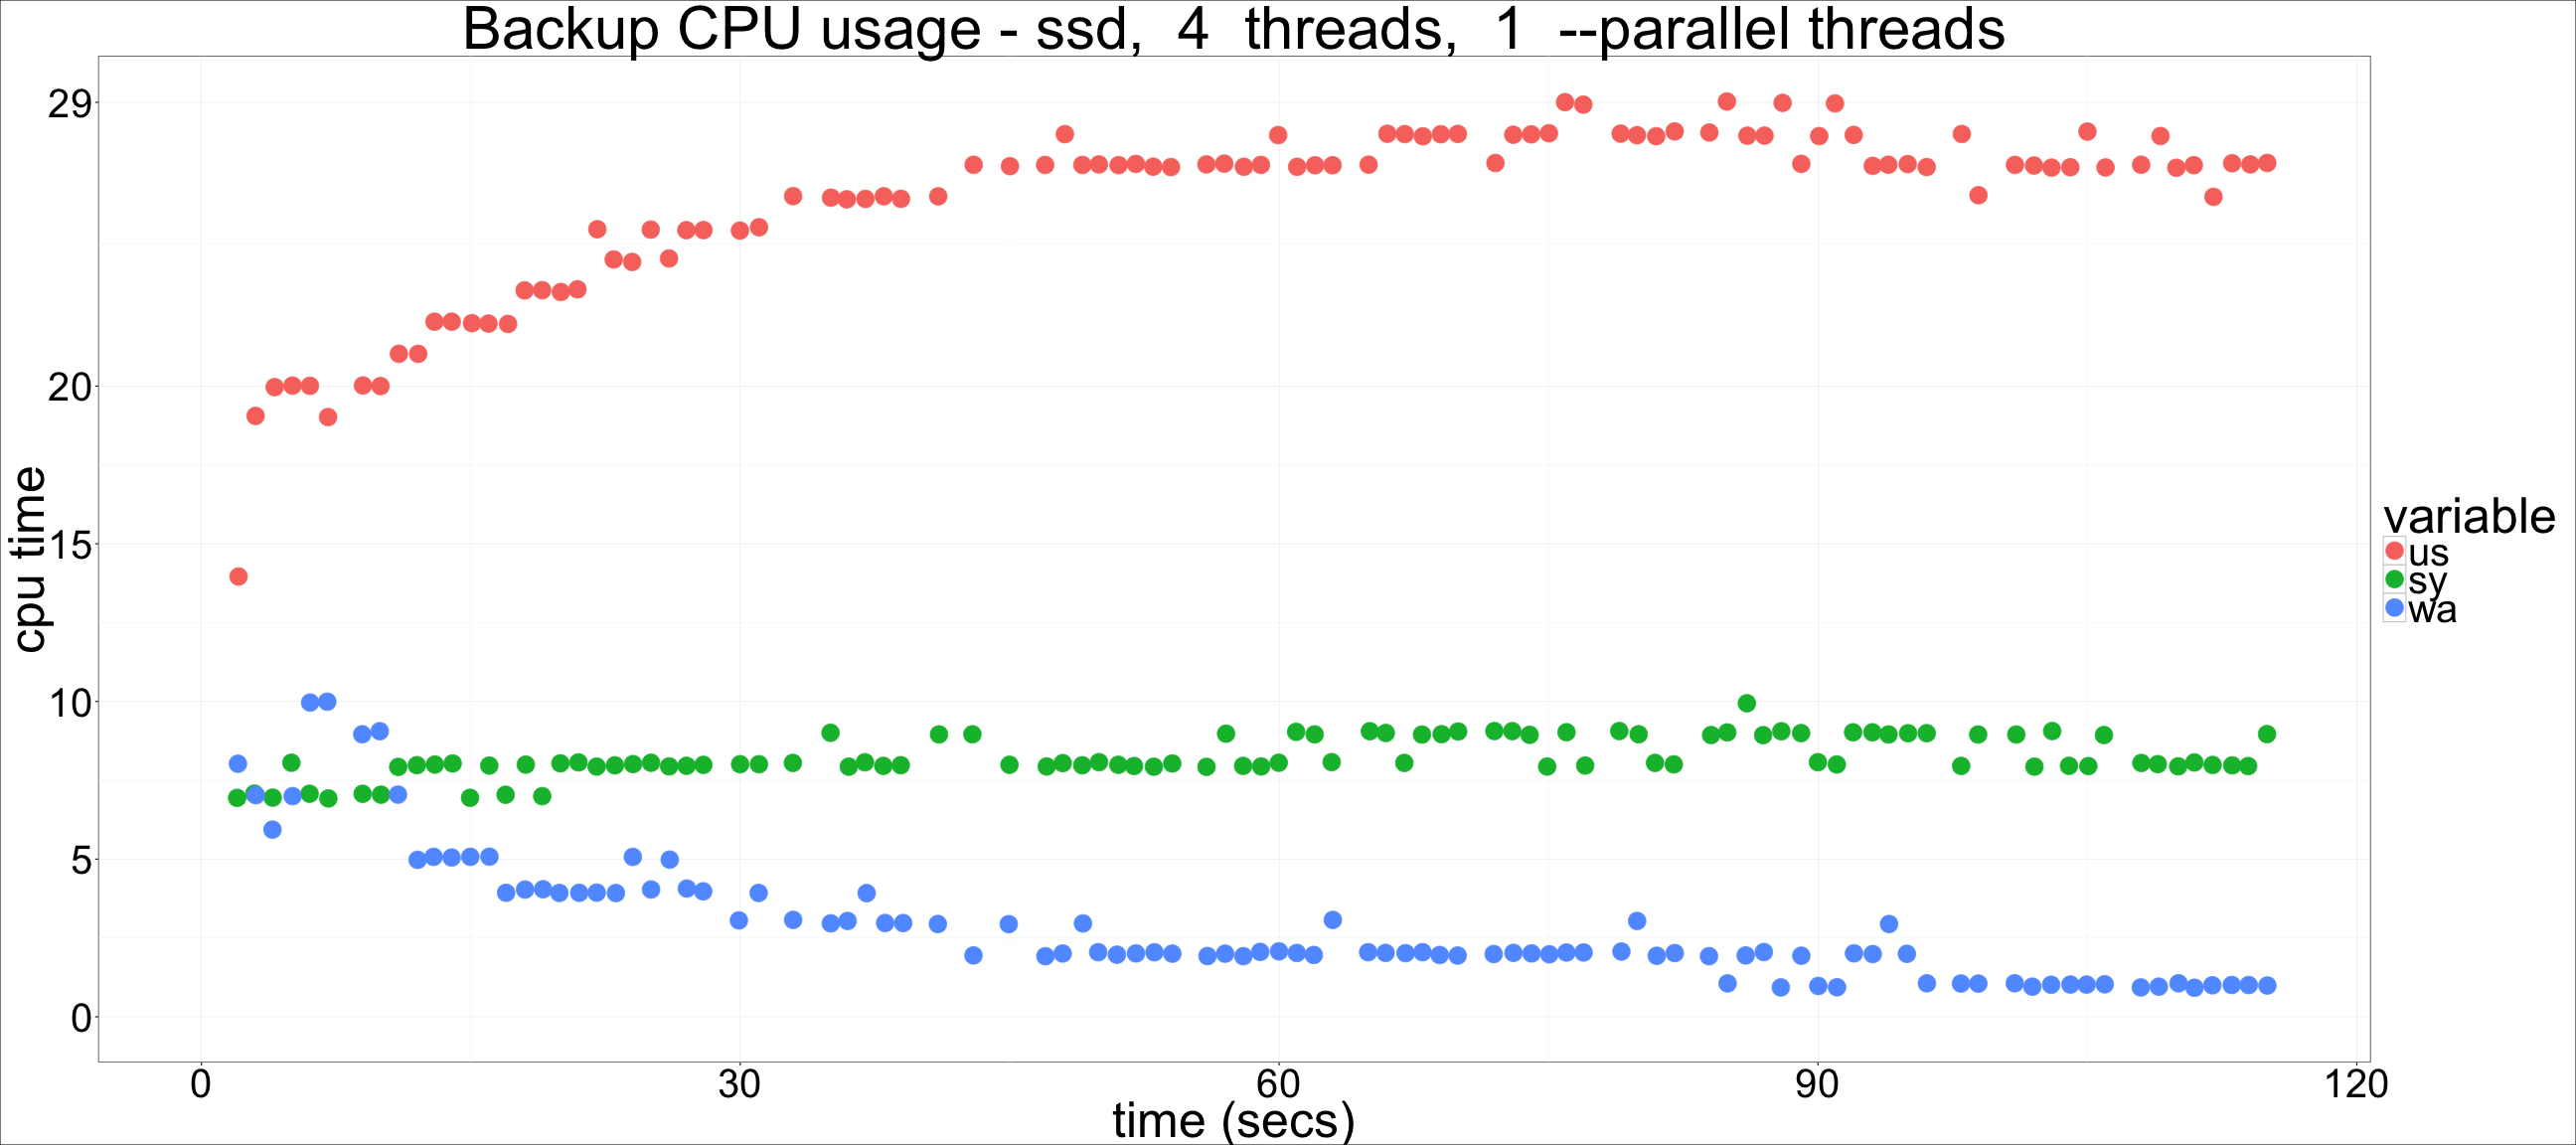 Backup CPU usage - ssd,  4  threads,  1  --parallel threads
29
20
15
10
5
0
cpu time
0 30 60 90 120
time (secs)
variable
us
sy
wa